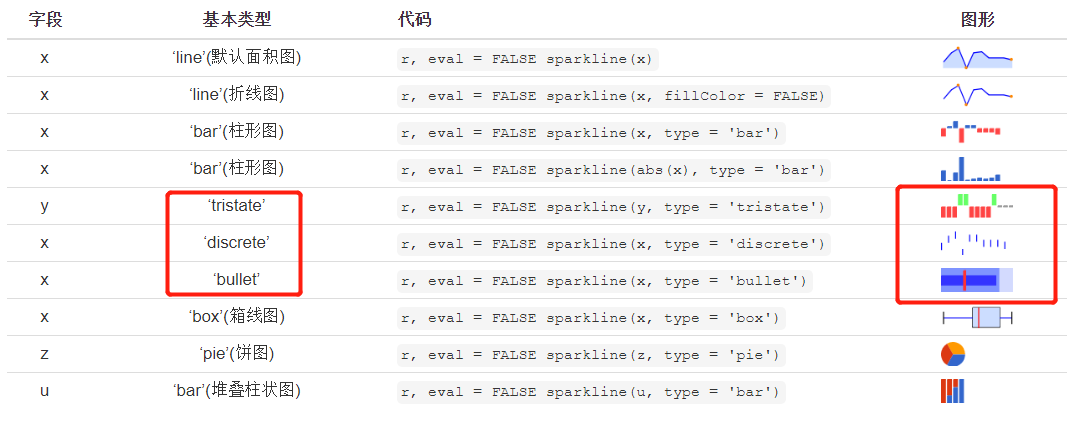 字段 基本类型 代码 图形
x ‘line’(默认面积图) r, eval = FALSE sparkline(x)
x ‘line’(折线图) r, eval = FALSE sparkline(x, fillColor = FALSE)
x ‘bar’(柱形图) r, eval = FALSE sparkline(x, type = 'bar')
x ‘bar’(柱形图) r, eval = FALSE sparkline(abs(x), type = 'bar')
y ‘tristate’ r, eval = FALSE sparkline(y, type = 'tristate')
x ‘discrete’ r, eval = FALSE sparkline(x, type = 'discrete')
x ‘bullet’ r, eval = FALSE sparkline(x, type = 'bullet')
x ‘box’(箱线图) r, eval = FALSE sparkline(x, type = 'box')
z ‘pie’(饼图) r, eval = FALSE sparkline(z, type = 'pie')
u ‘bar’(堆叠柱状图) r, eval = FALSE sparkline(u, type = 'bar')